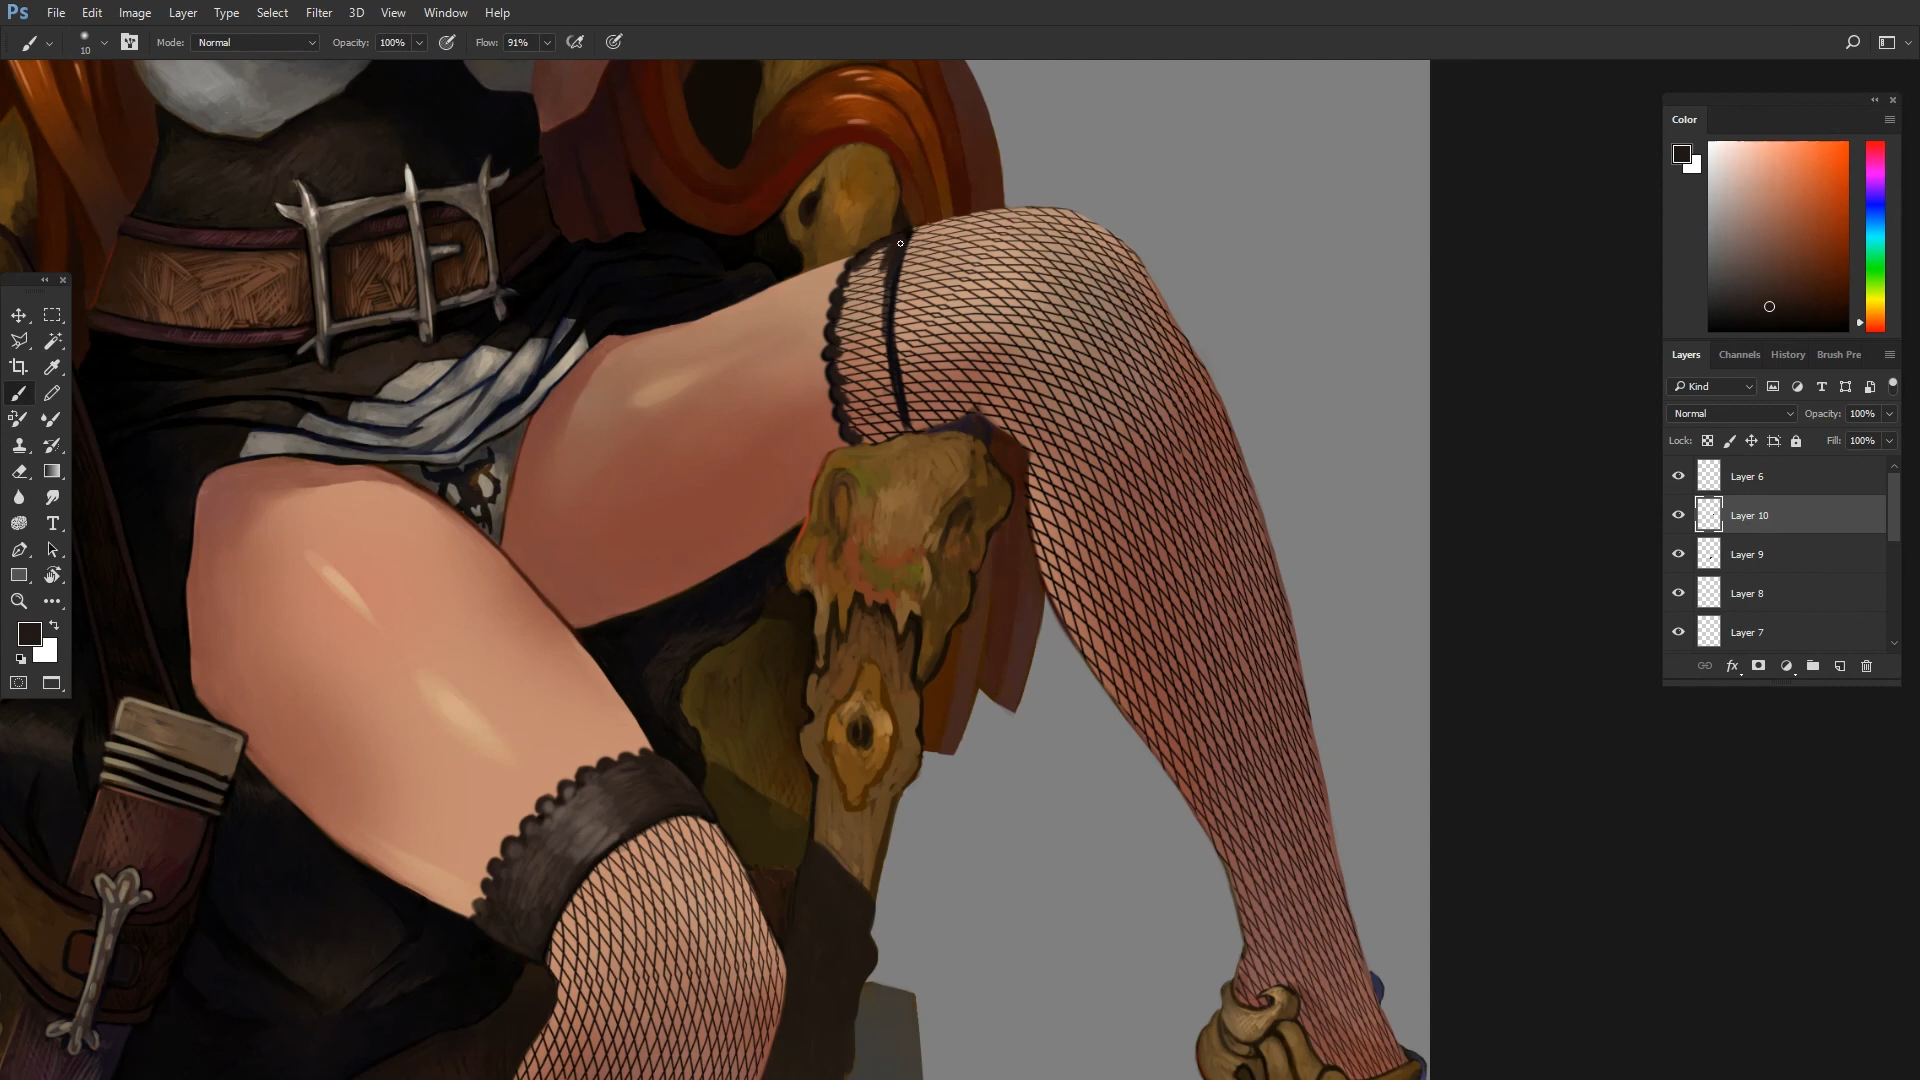 Ps File Edit Image Layer Type Select Filter 3D View Window Help
10 Mode: Normal Opacity: 100% Flow: 91%
Color
Layers Channels History Brush Pre
Kind
Normal Opacity: 100%
Lock: Fill: 100%
Layer 6
Layer 10
Layer 9
Layer 8
Layer 7